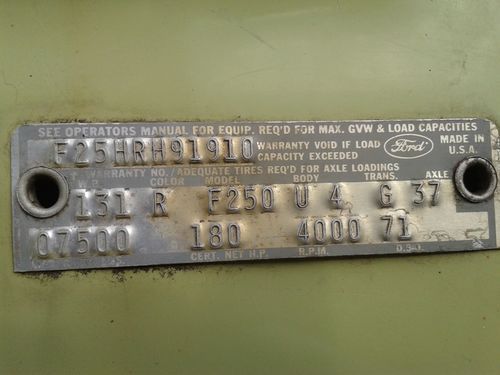 SEE OPERATORS MANUAL FOR EQUIP. REQ'D FOR MAX. GVW & LOAD CAPACITIES
F25HRH91910 WARRANTY VOID IF LOAD CAPACITY EXCEEDED Ford MADE IN U.S.A.
WARRANTY NO./ADEQUATE TIRES REQ'D FOR AXLE LOADINGS
COLOR MODEL BODY TRANS. AXLE
131 R F250 U 4 G 37
07500 180 4000 71
CERT. NET H.P. R.P.M. D.S.O.